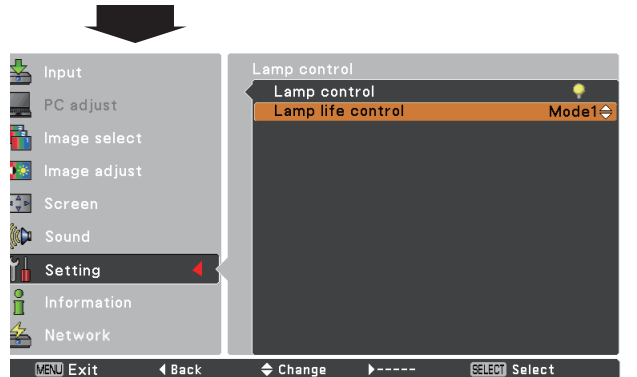 Input
PC adjust
Image select
Image adjust
Screen
Sound
Setting
Information
Network
Lamp control
Lamp control
Lamp life control Mode1
MENU Exit Back Change ----- SELECT Select